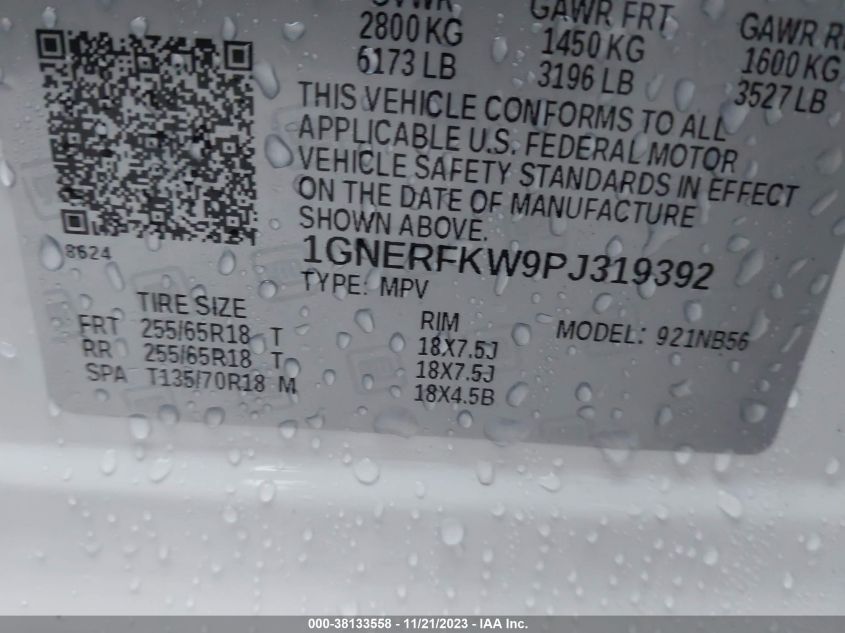 GVWR GAWR FRT GAWR R
2800 KG 1450 KG 1600 KG
6173 LB 3196 LB 3527 LB
THIS VEHICLE CONFORMS TO ALL
APPLICABLE U.S. FEDERAL MOTOR
VEHICLE SAFETY STANDARDS IN EFFECT
ON THE DATE OF MANUFACTURE
SHOWN ABOVE.
8624
1GNERFKW9PJ319392
TYPE: MPV
TIRE SIZE RIM MODEL: 921NB56
FRT 255/65R18 T 18X7.5J
RR 255/65R18 T 18X7.5J
SPA T135/70R18 M 18X4.5B
000-38133558 - 11/21/2023 - IAA Inc.